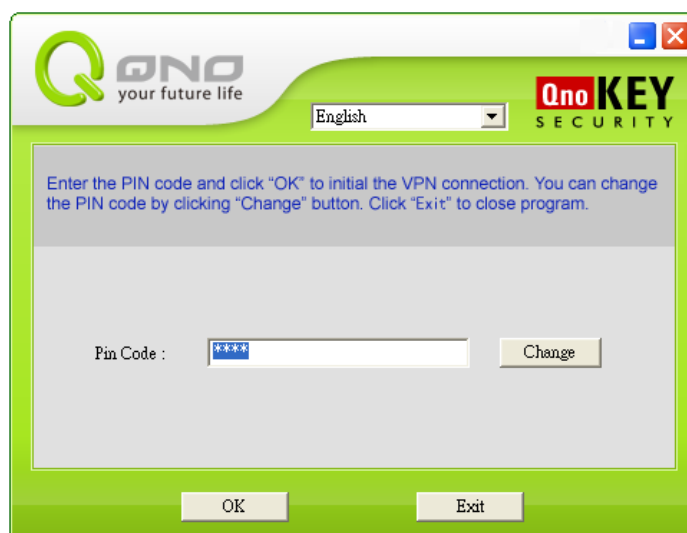 QNO
your future life
English
Qno KEY
SECURITY
Enter the PIN code and click “OK” to initial the VPN connection. You can change
the PIN code by clicking “Change” button. Click “Exit” to close program.
Pin Code :
****
Change
OK
Exit